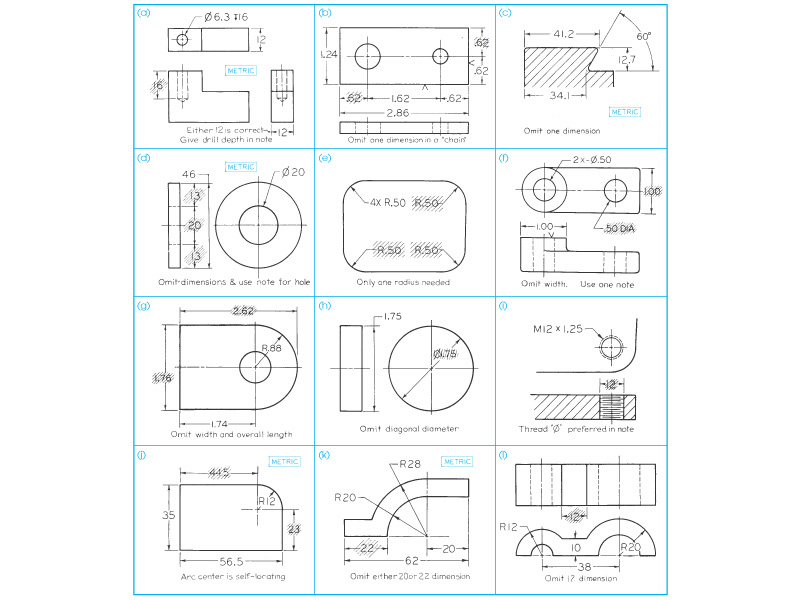 (a)
Ø6.3 ↧16
12
METRIC
16
Either 12 is correct
Give drill depth in note
12
(b)
1.24
.62
.62
.62
1.62
.62
2.86
Omit one dimension in a "chain"
(c)
41.2
60°
12.7
34.1
METRIC
Omit one dimension
(d)
METRIC
46
Ø20
13
20
13
Omit dimensions & use note for hole
(e)
4X R.50
R.50
R.50
R.50
Only one radius needed
(f)
2×-Ø.50
1.00
.50 DIA
1.00
Omit width. Use one note
(g)
2.62
R.88
1.76
1.74
Omit width and overall length
(h)
1.75
Ø1.75
Omit diagonal diameter
(i)
M12 × 1.25
12
Thread "Ø" preferred in note
(j)
METRIC
44.5
R12
35
23
56.5
Arc center is self-locating
(k)
METRIC
R28
R20
22
20
62
Omit either 20 or 22 dimension
(l)
12
R12
10
R20
38
Omit 12 dimension